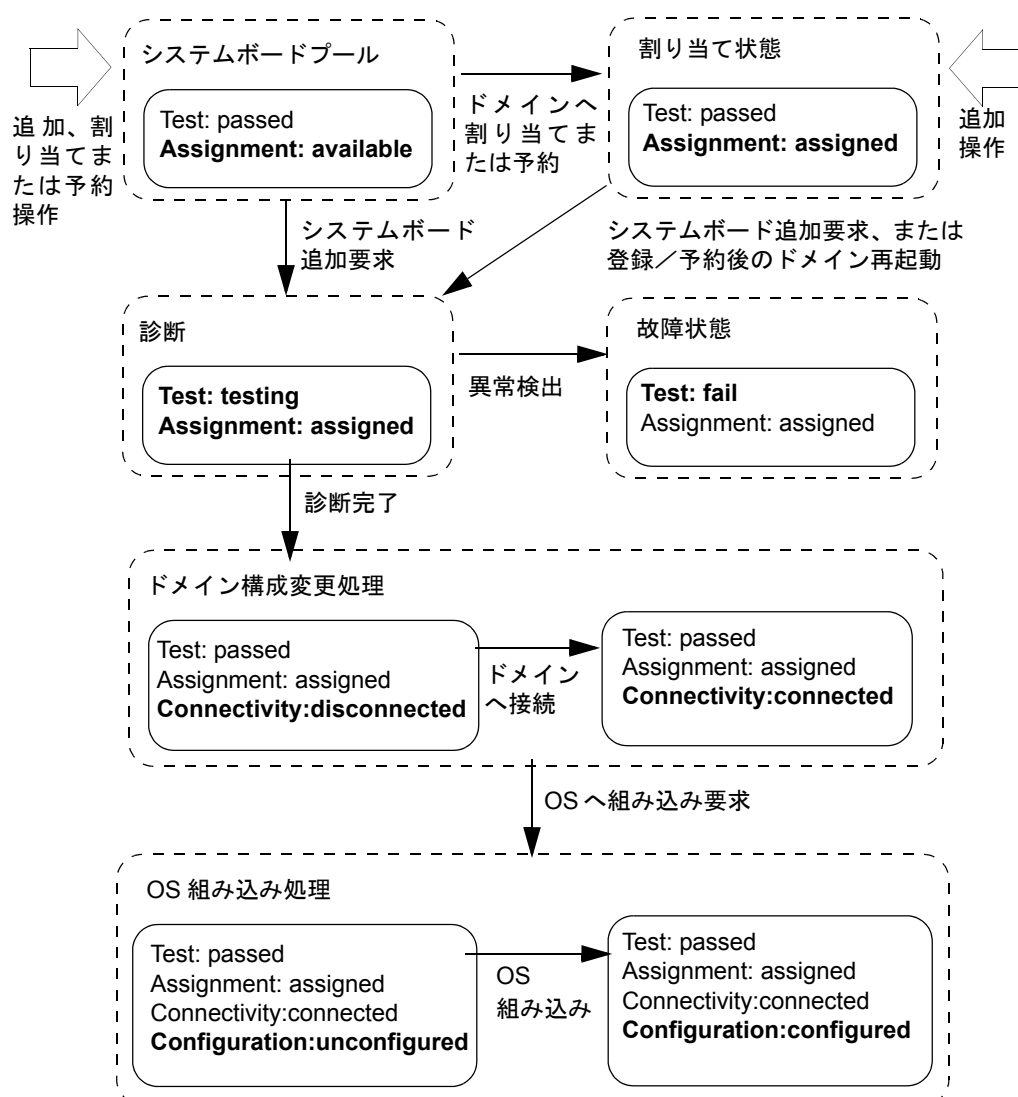 システムボードプール
Test: passed
Assignment: available
追加、割
り当てま
たは予約
操作
ドメインへ
割り当てま
たは予約
割り当て状態
Test: passed
Assignment: assigned
追加
操作
システムボード
追加要求
システムボード追加要求、または
登録／予約後のドメイン再起動
診断
Test: testing
Assignment: assigned
異常検出
故障状態
Test: fail
Assignment: assigned
診断完了
ドメイン構成変更処理
Test: passed
Assignment: assigned
Connectivity:disconnected
ドメイン
へ接続
Test: passed
Assignment: assigned
Connectivity:connected
OS へ組み込み要求
OS 組み込み処理
Test: passed
Assignment: assigned
Connectivity:connected
Configuration:unconfigured
OS
組み込み
Test: passed
Assignment: assigned
Connectivity:connected
Configuration:configured